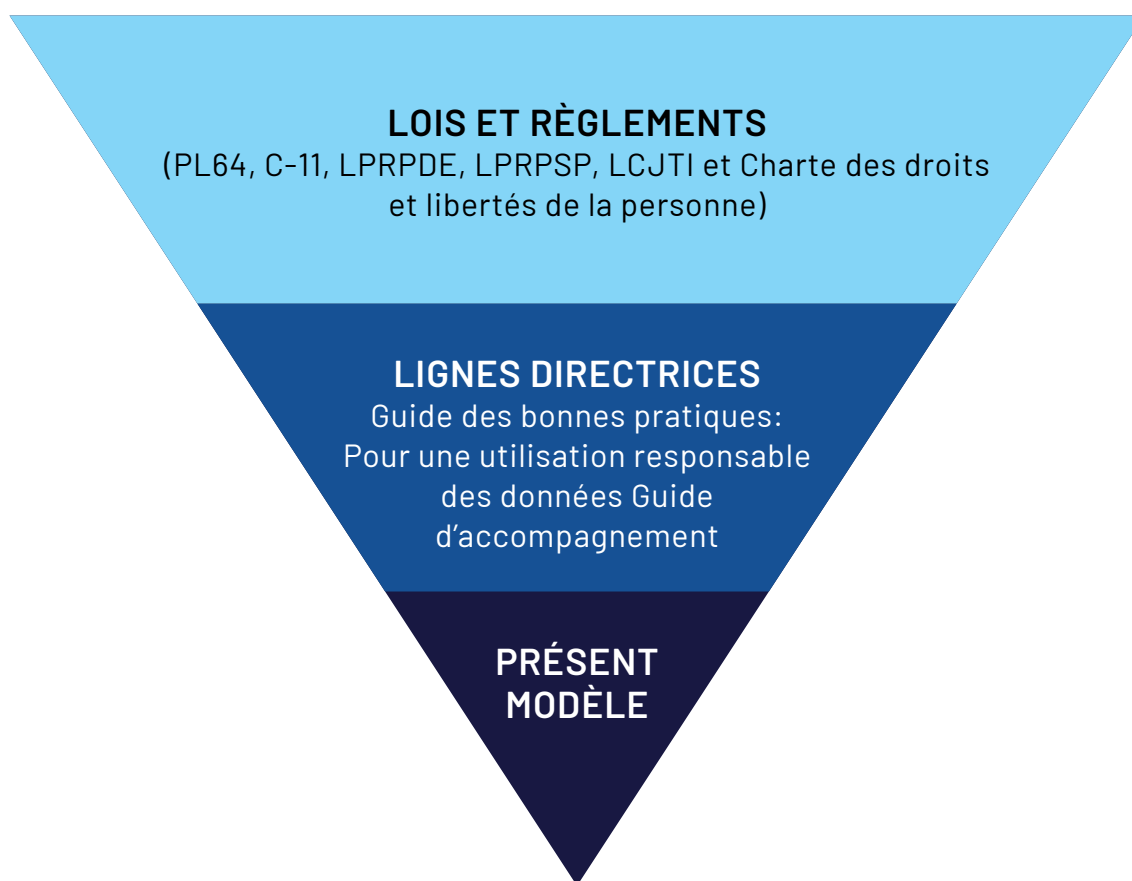 LOIS ET RÈGLEMENTS
(PL64, C-11, LPRPDE, LPRPSP, LCJTI et Charte des droits
et libertés de la personne)
LIGNES DIRECTRICES
Guide des bonnes pratiques:
Pour une utilisation responsable
des données Guide
d’accompagnement
PRÉSENT
MODÈLE